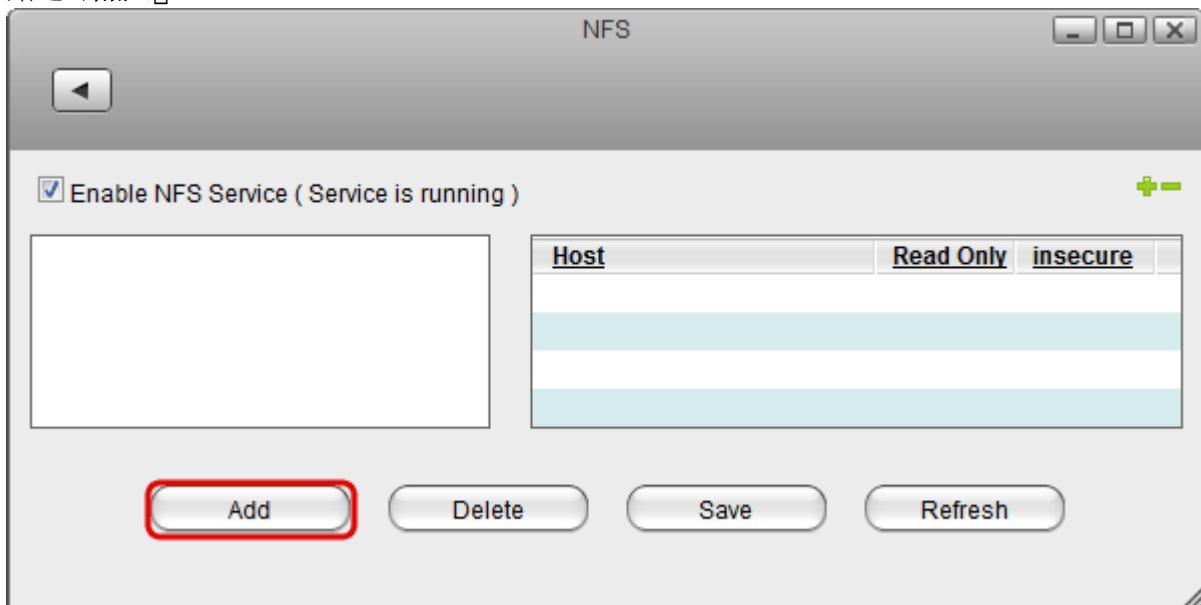 NFS
Enable NFS Service ( Service is running )
Host Read Only insecure
Add Delete Save Refresh